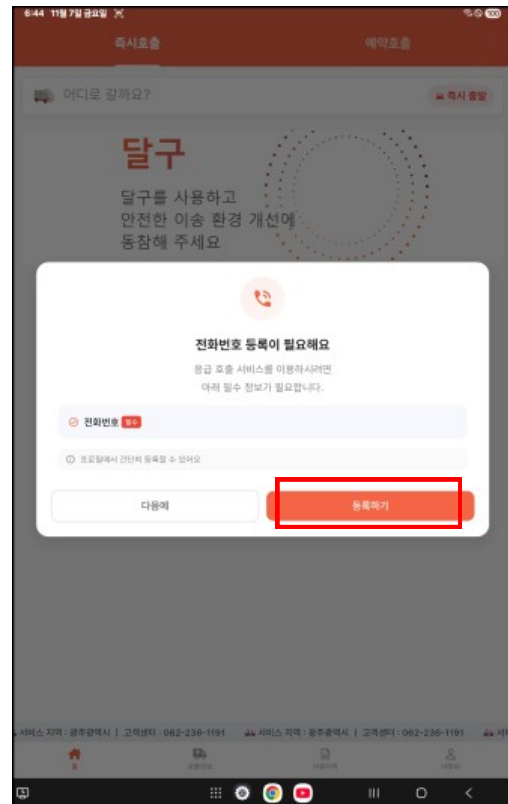 6:44 11월 7일 금요일
100
즉시호출
예약호출
어디로 갈까요?
즉시 출발
달구
달구를 사용하고
안전한 이송 환경 개선에
동참해 주세요
전화번호 등록이 필요해요
응급 호출 서비스를 이용하시려면
아래 필수 정보가 필요합니다.
전화번호 필수
프로필에서 간단히 등록할 수 있어요
다음에
등록하기
서비스 지역 : 광주광역시 | 고객센터 : 062-236-1191 서비스 지역 : 광주광역시 | 고객센터 : 062-236-1191 서비
홈
내정보